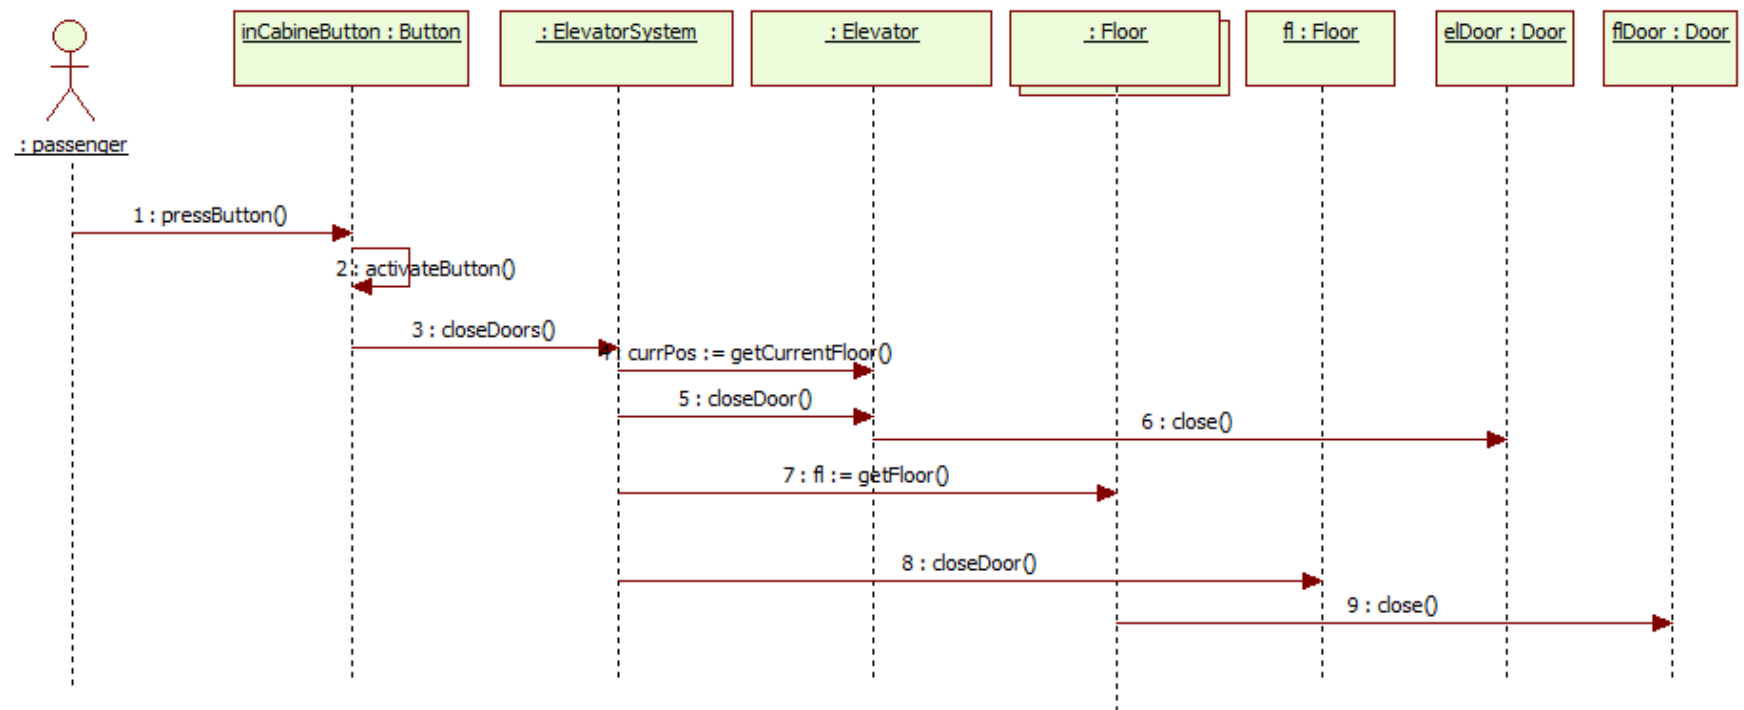 inCabineButton : Button
: ElevatorSystem
: Elevator
: Floor
fl : Floor
elDoor : Door
flDoor : Door
: passenger
1 : pressButton()
2 : activateButton()
3 : closeDoors()
: currPos := getCurrentFloor()
5 : closeDoor()
6 : close()
7 : fl := getFloor()
8 : closeDoor()
9 : close()